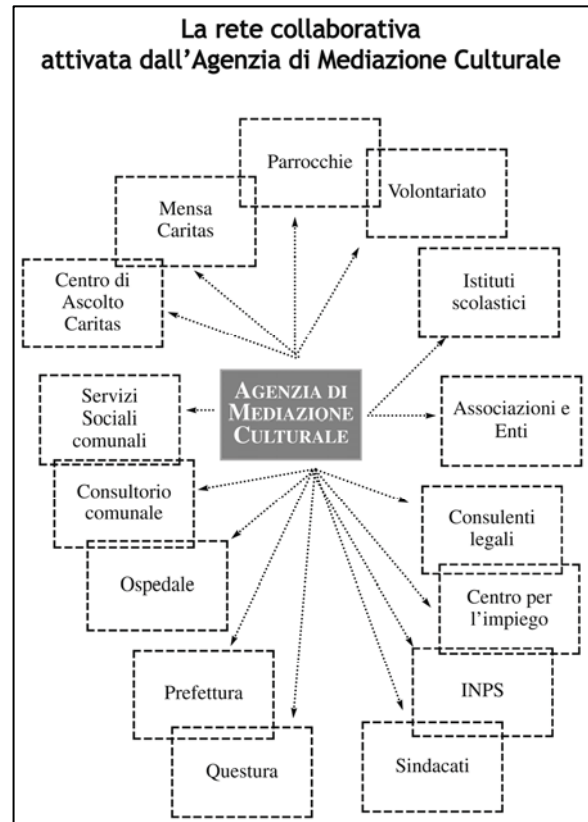 La rete collaborativa
attivata dall'Agenzia di Mediazione Culturale
Parrocchie
Volontariato
Mensa
Caritas
Istituti
scolastici
Centro di
Ascolto
Caritas
AGENZIA DI
MEDIAZIONE
CULTURALE
Servizi
Sociali
comunali
Associazioni e
Enti
Consultorio
comunale
Consulenti
legali
Ospedale
Centro per
l'impiego
Prefettura
INPS
Questura
Sindacati